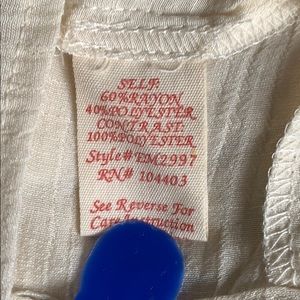 SELF:
60%RAYON
40%POLYESTER
CONTRAST:
100%POLYESTER
Style# EM2997
RN# 104403
See Reverse For
Care Instruction